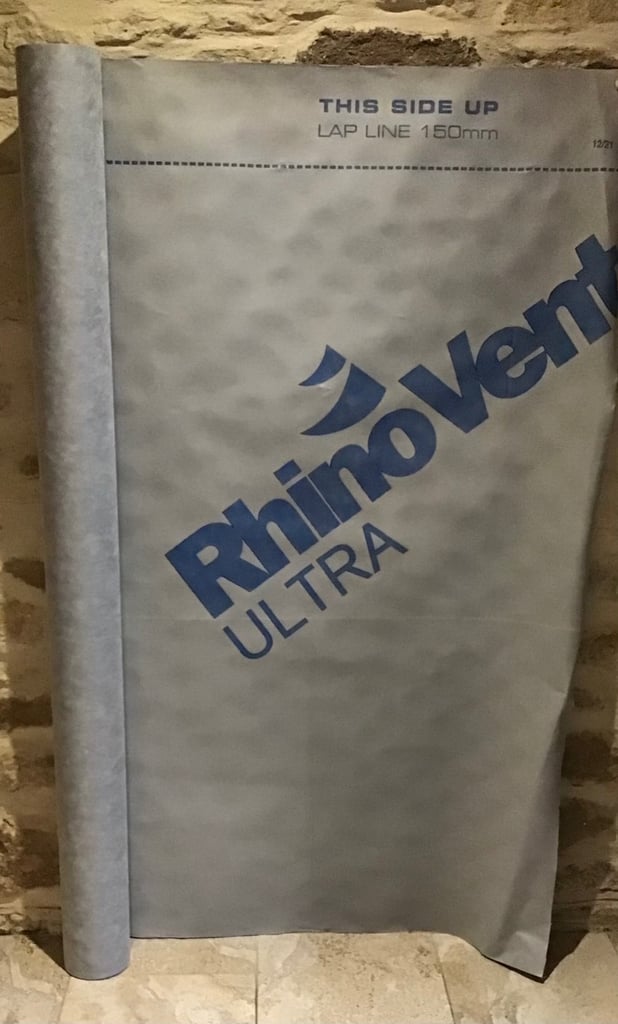 THIS SIDE UP
LAP LINE 150mm
12/21
RhinoVent
ULTRA